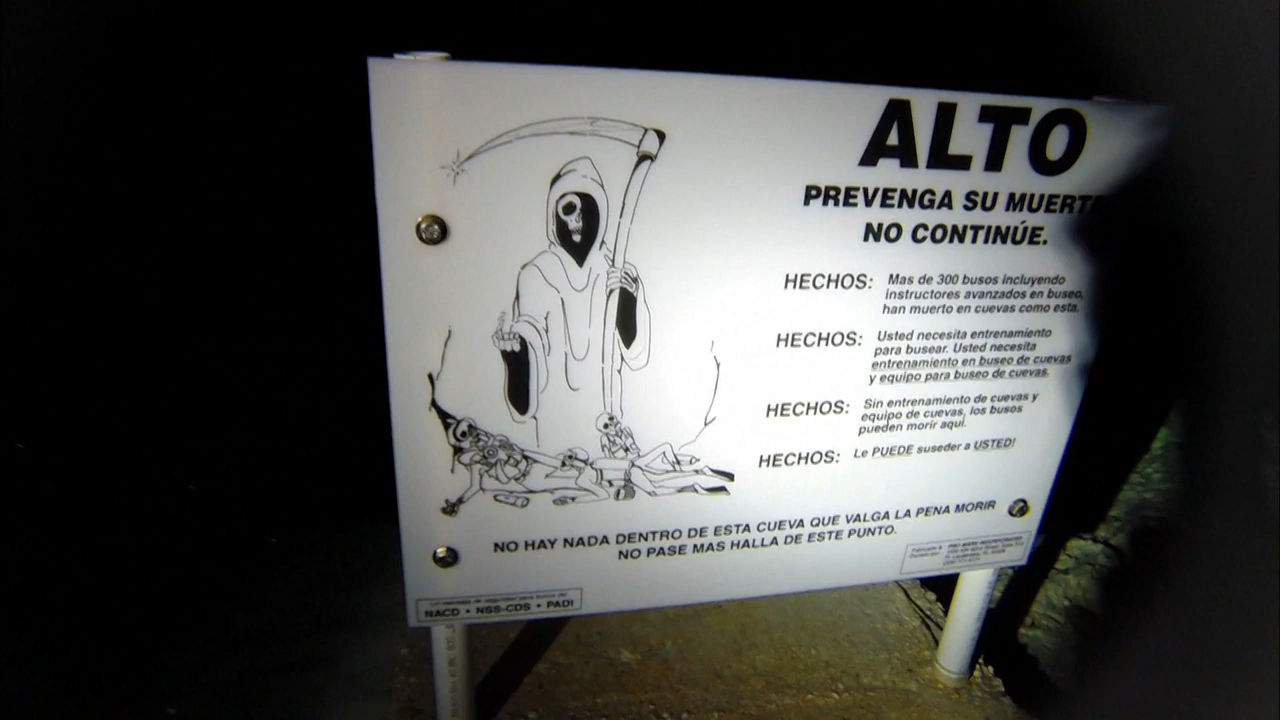 ALTO
PREVENGA SU MUERT
NO CONTINÚE.
HECHOS: Mas de 300 busos incluyendo
instructores avanzados en buseo,
han muerto en cuevas como esta.
HECHOS: Usted necesita entrenamiento
para busear. Usted necesita
entrenamiento en buseo de cuevas
y equipo para buseo de cuevas.
HECHOS: Sin entrenamiento de cuevas y
equipo de cuevas, los busos
pueden morir aquí.
HECHOS: Le PUEDE suseder a USTED!
NO HAY NADA DENTRO DE ESTA CUEVA QUE VALGA LA PENA MORIR
NO PASE MAS HALLA DE ESTE PUNTO.
NACD • NSS-CDS • PADI